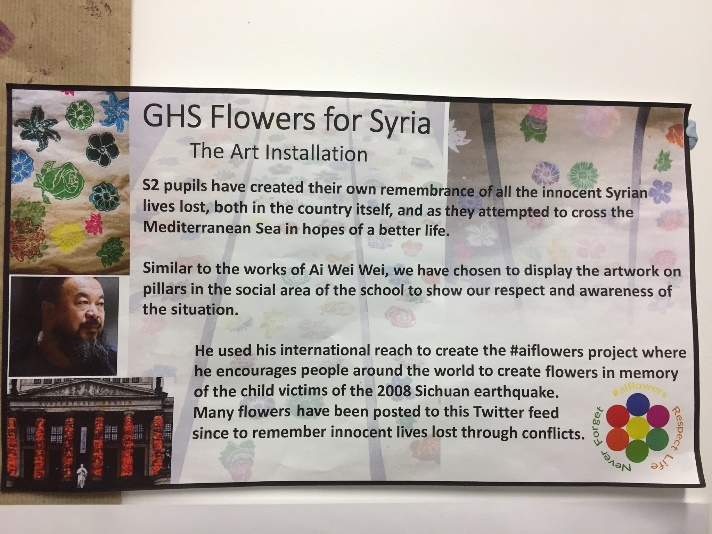 GHS Flowers for Syria
The Art Installation
S2 pupils have created their own remembrance of all the innocent Syrian
lives lost, both in the country itself, and as they attempted to cross the
Mediterranean Sea in hopes of a better life.
Similar to the works of Ai Wei Wei, we have chosen to display the artwork on
pillars in the social area of the school to show our respect and awareness of
the situation.
He used his international reach to create the #aiflowers project where
he encourages people around the world to create flowers in memory
of the child victims of the 2008 Sichuan earthquake.
Many flowers have been posted to this Twitter feed
since to remember innocent lives lost through conflicts.
#aiflowers
Respect Life
Never Forget